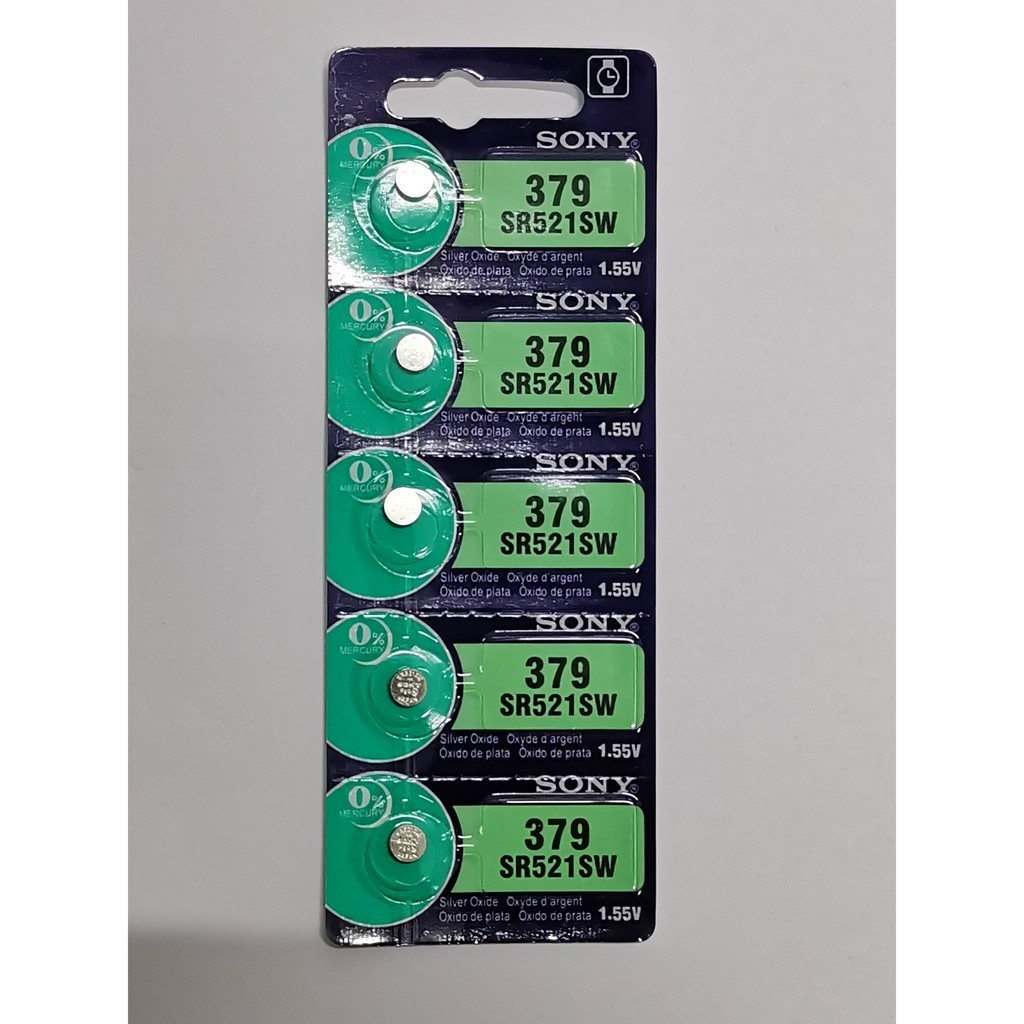 SONY
0%
MERCURY
379
SR521SW
Silver Oxide Oxyde d'argent
Óxido de plata Óxido de prata 1.55V
SONY
0%
MERCURY
379
SR521SW
Silver Oxide Oxyde d'argent
Óxido de plata Óxido de prata 1.55V
SONY
0%
MERCURY
379
SR521SW
Silver Oxide Oxyde d'argent
Óxido de plata Óxido de prata 1.55V
SONY
0%
MERCURY
379
SR521SW
Silver Oxide Oxyde d'argent
Óxido de plata Óxido de prata 1.55V
SONY
0%
MERCURY
379
SR521SW
Silver Oxide Oxyde d'argent
Óxido de plata Óxido de prata 1.55V